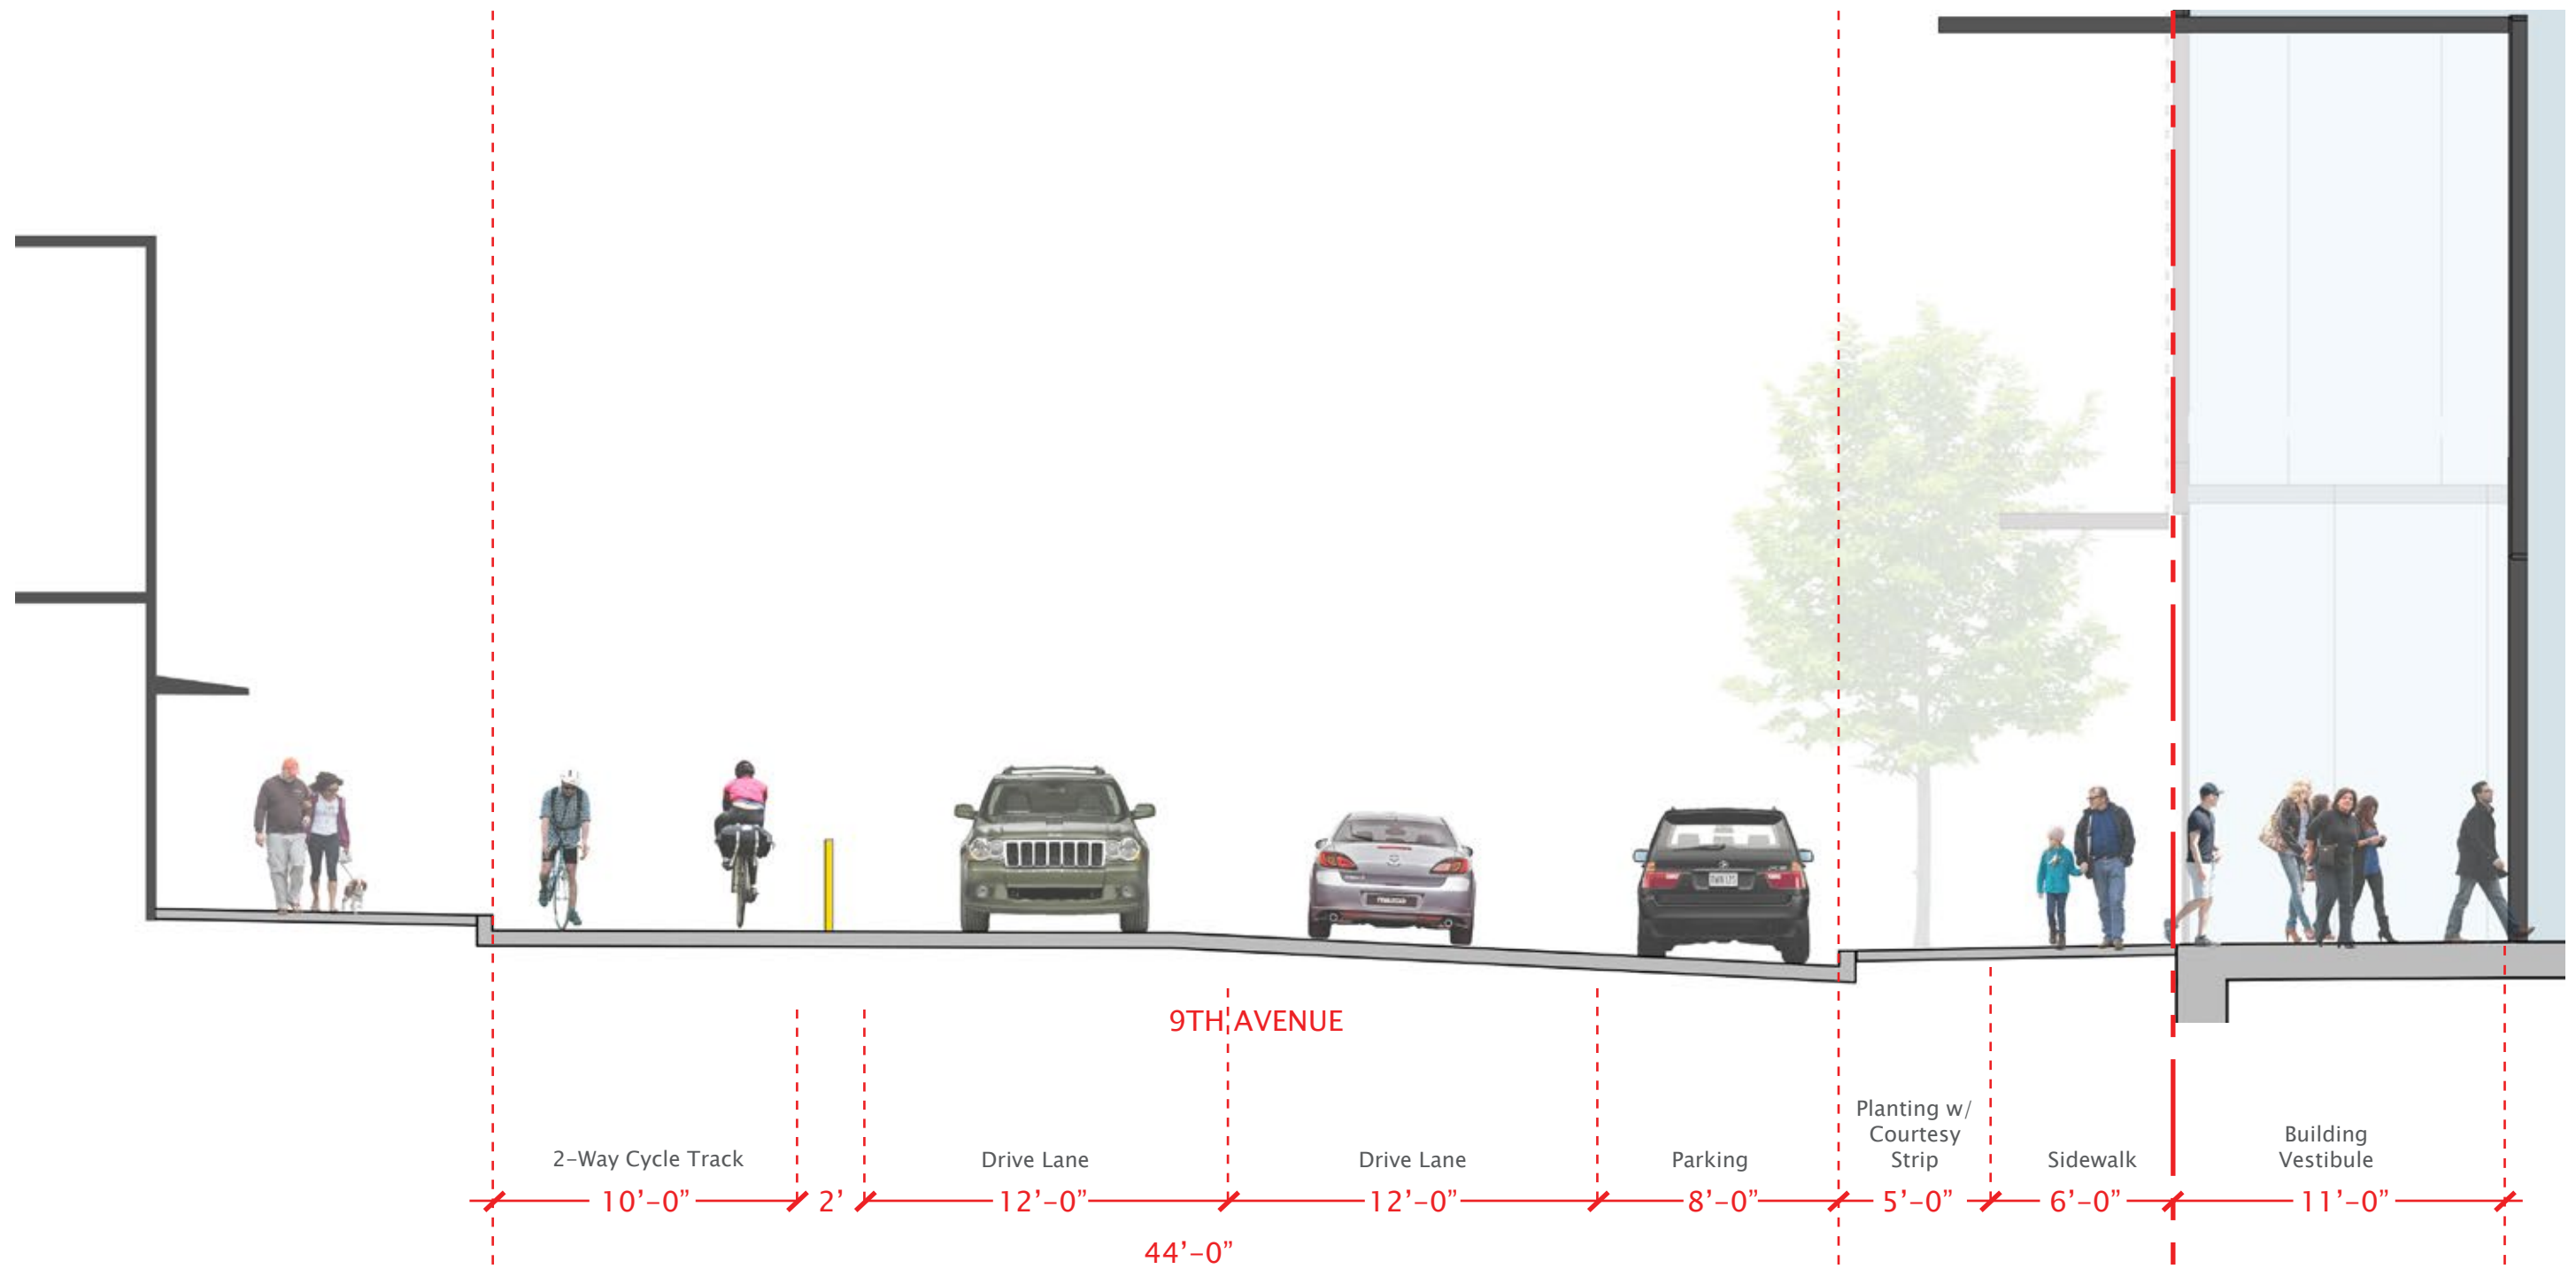 9TH AVENUE
2-Way Cycle Track
Drive Lane
Drive Lane
Parking
Planting w/
Courtesy
Strip
Sidewalk
Building
Vestibule
10’-0”
2’
12’-0”
12’-0”
8’-0”
5’-0”
6’-0”
11’-0”
44’-0”